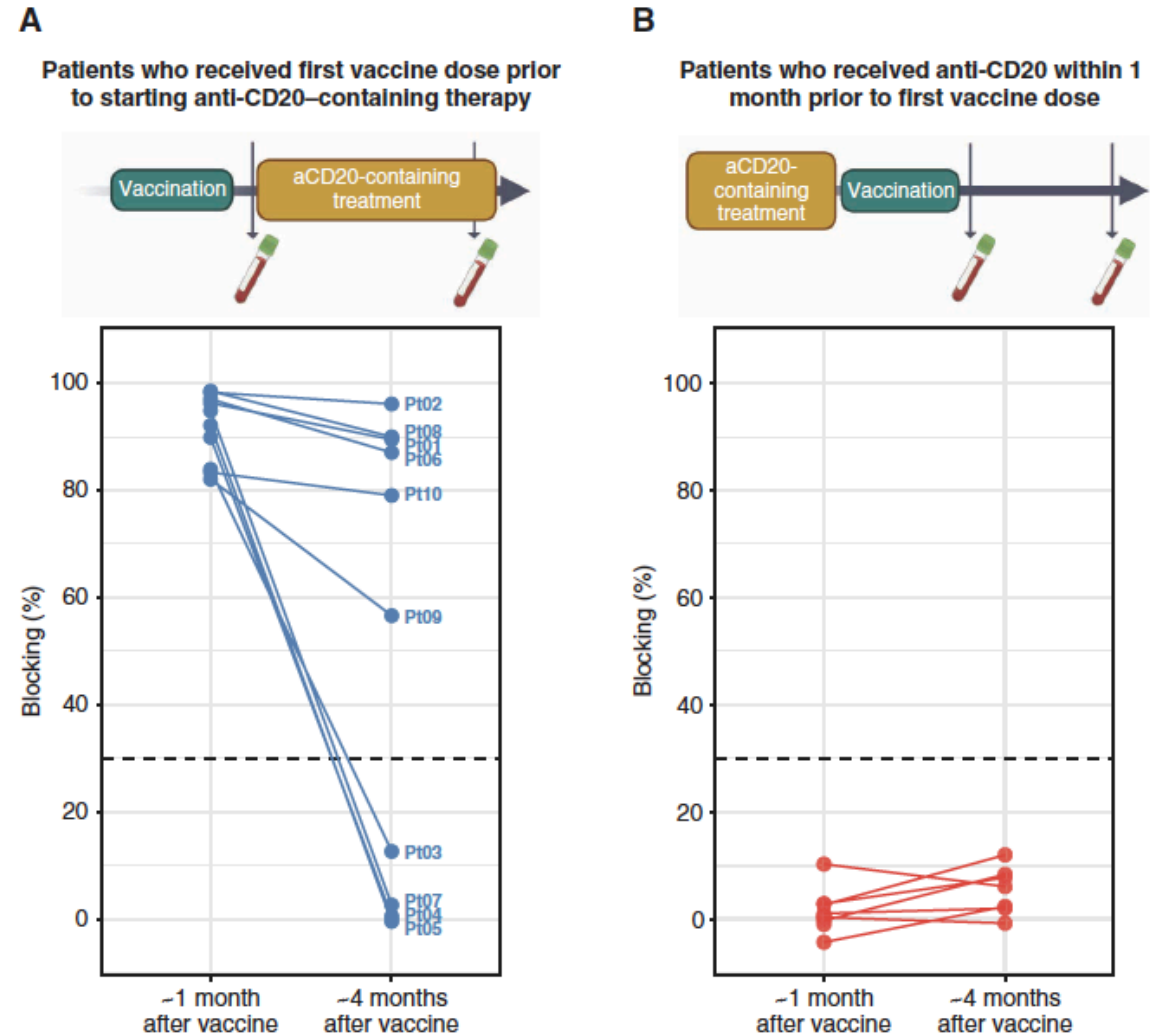 A
Patients who received first vaccine dose prior
to starting anti-CD20–containing therapy
Vaccination
aCD20-containing
treatment
100
80
60
40
20
0
Blocking (%)
Pt02
Pt08
Pt01
Pt06
Pt10
Pt09
Pt03
Pt07
Pt04
Pt05
~1 month
after vaccine
~4 months
after vaccine
B
Patients who received anti-CD20 within 1
month prior to first vaccine dose
aCD20-
containing
treatment
Vaccination
100
80
60
40
20
0
Blocking (%)
~1 month
after vaccine
~4 months
after vaccine